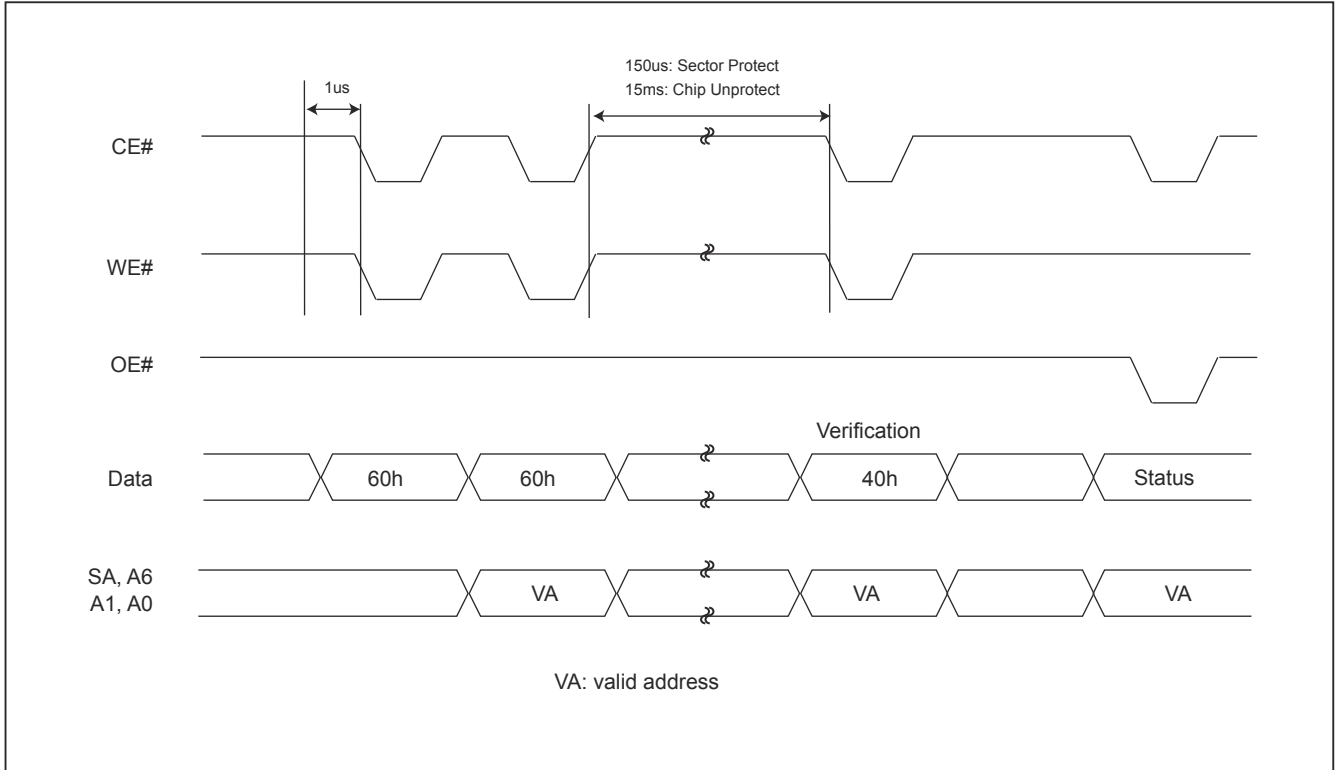 150us: Sector Protect
15ms: Chip Unprotect
1us
CE#
WE#
OE#
Verification
Data
60h
60h
40h
Status
SA, A6
A1, A0
VA
VA
VA
VA: valid address